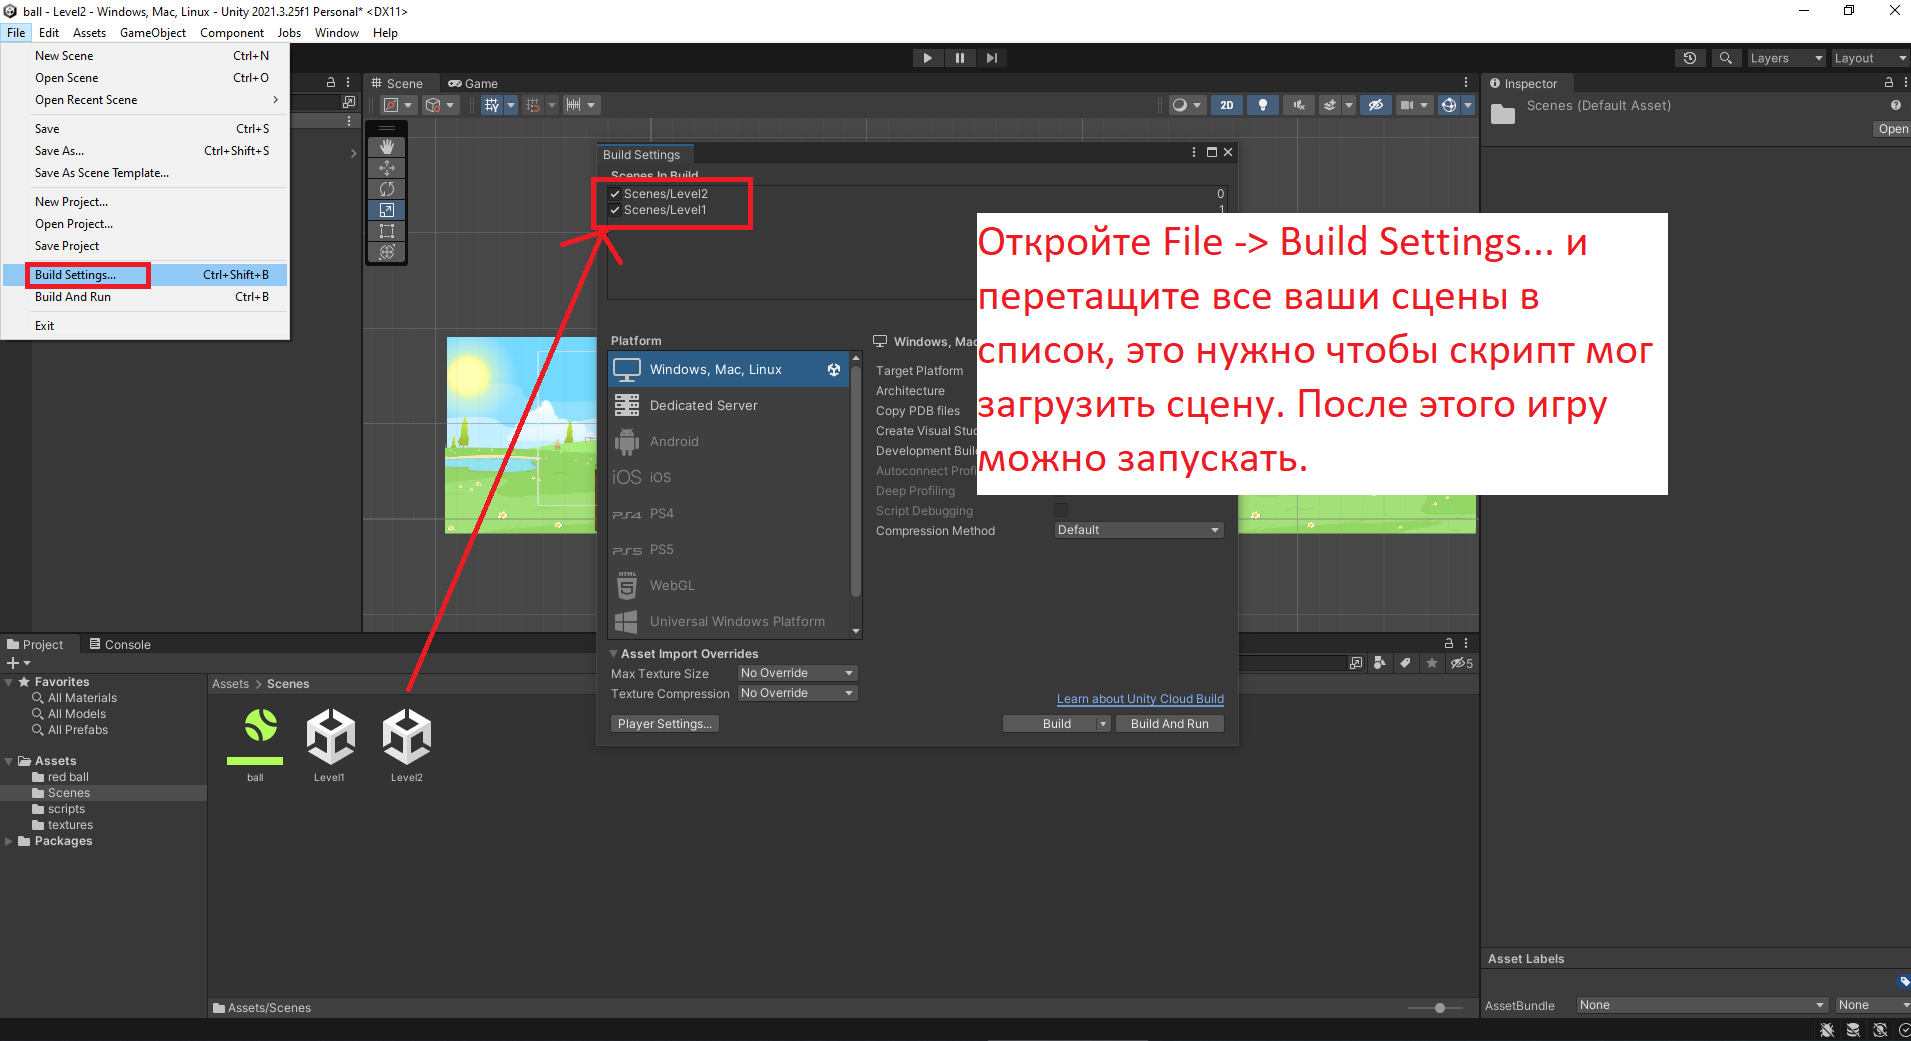 ball - Level2 - Windows, Mac, Linux - Unity 2021.3.25f1 Personal* <DX11>
File Edit Assets GameObject Component Jobs Window Help
New Scene Ctrl+N
Open Scene Ctrl+O
Open Recent Scene
Save Ctrl+S
Save As... Ctrl+Shift+S
Save As Scene Template...
New Project...
Open Project...
Save Project
Build Settings... Ctrl+Shift+B
Build And Run Ctrl+B
Exit
Layers Layout
Scene Game
2D
Build Settings
Scenes In Build
Scenes/Level2 0
Scenes/Level1 1
Откройте File -> Build Settings... и
перетащите все ваши сцены в
список, это нужно чтобы скрипт мог
загрузить сцену. После этого игру
можно запускать.
Platform
Windows, Mac, Linux
Dedicated Server
Android
iOS iOS
PS4 PS4
PS5 PS5
HTML 5 WebGL
Universal Windows Platform
Windows, Mac
Target Platform
Architecture
Copy PDB files
Create Visual Stu
Development Buil
Autoconnect Profi
Deep Profiling
Script Debugging
Compression Method Default
Asset Import Overrides
Max Texture Size No Override
Texture Compression No Override
Learn about Unity Cloud Build
Player Settings... Build Build And Run
Inspector
Scenes (Default Asset)
Open
Project Console
5
Favorites
All Materials
All Models
All Prefabs
Assets
red ball
Scenes
scripts
textures
Packages
Assets > Scenes
ball Level1 Level2
Assets/Scenes
Asset Labels
AssetBundle None None